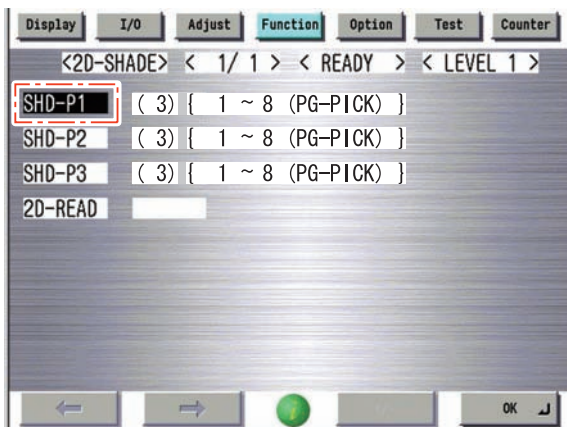 Display I/O Adjust Function Option Test Counter
<2D-SHADE> < 1/ 1 > < READY > < LEVEL 1 >
SHD-P1 ( 3) { 1 ~ 8 (PG-PICK) }
SHD-P2 ( 3) { 1 ~ 8 (PG-PICK) }
SHD-P3 ( 3) { 1 ~ 8 (PG-PICK) }
2D-READ
OK